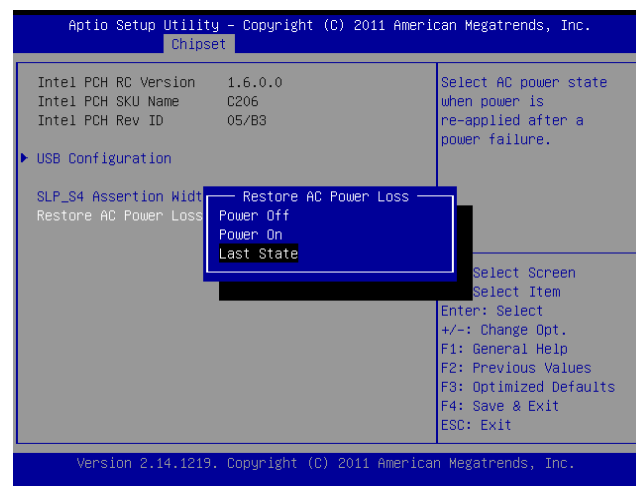 Aptio Setup Utility – Copyright (C) 2011 American Megatrends, Inc.
Chipset
Intel PCH RC Version 1.6.0.0
Intel PCH SKU Name C206
Intel PCH Rev ID 05/B3
USB Configuration
SLP_S4 Assertion Widt
Restore AC Power Loss
Restore AC Power Loss
Power Off
Power On
Last State
Select AC power state
when power is
re-applied after a
power failure.
Select Screen
Select Item
Enter: Select
+/-: Change Opt.
F1: General Help
F2: Previous Values
F3: Optimized Defaults
F4: Save & Exit
ESC: Exit
Version 2.14.1219. Copyright (C) 2011 American Megatrends, Inc.